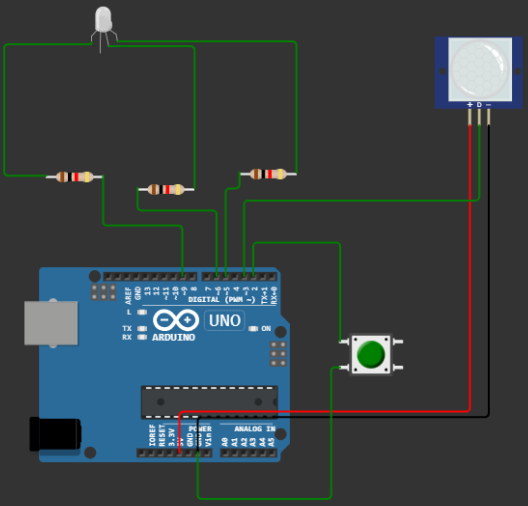 + D -
AREF
GND
13
12
~11
~10
~9
8
7
~6
~5
4
~3
2
TX→1
RX←0
DIGITAL (PWM ~)
L
TX
RX
UNO
ARDUINO
ON
IOREF
RESET
3.3V
5V
GND
GND
Vin
POWER
ANALOG IN
A0
A1
A2
A3
A4
A5